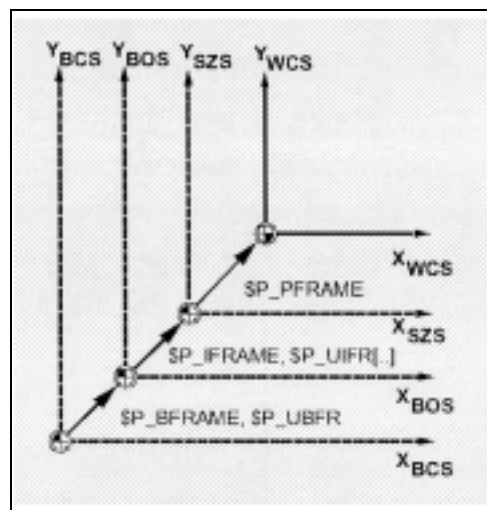 YBCS YBOS YSZS YWCS
XWCS
$P_PFRAME
XSZS
$P_IFRAME, $P_UIFR[..]
XBOS
$P_BFRAME, $P_UBFR
XBCS